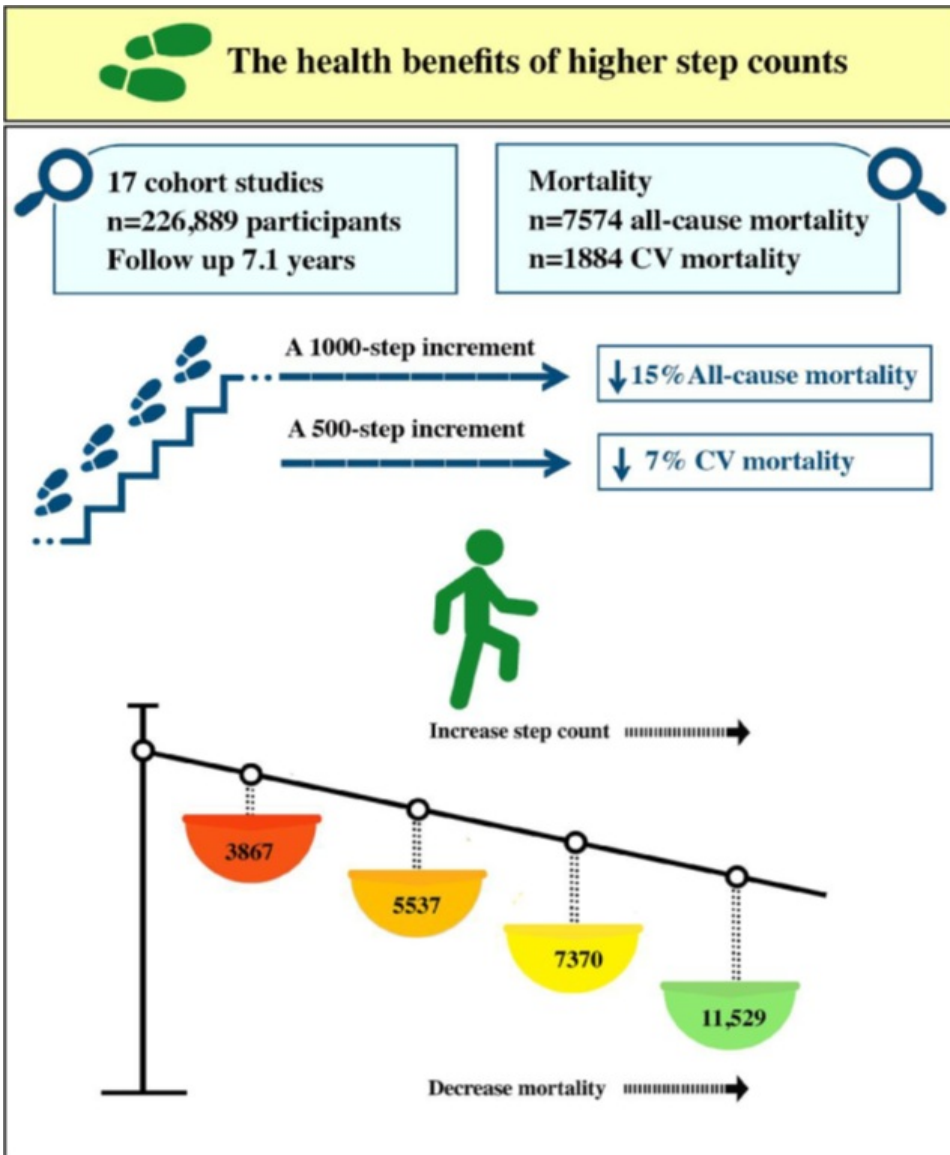 The health benefits of higher step counts
17 cohort studies
n=226,889 participants
Follow up 7.1 years
Mortality
n=7574 all-cause mortality
n=1884 CV mortality
A 1000-step increment
↓ 15% All-cause mortality
A 500-step increment
↓ 7% CV mortality
Increase step count
3867
5537
7370
11,529
Decrease mortality